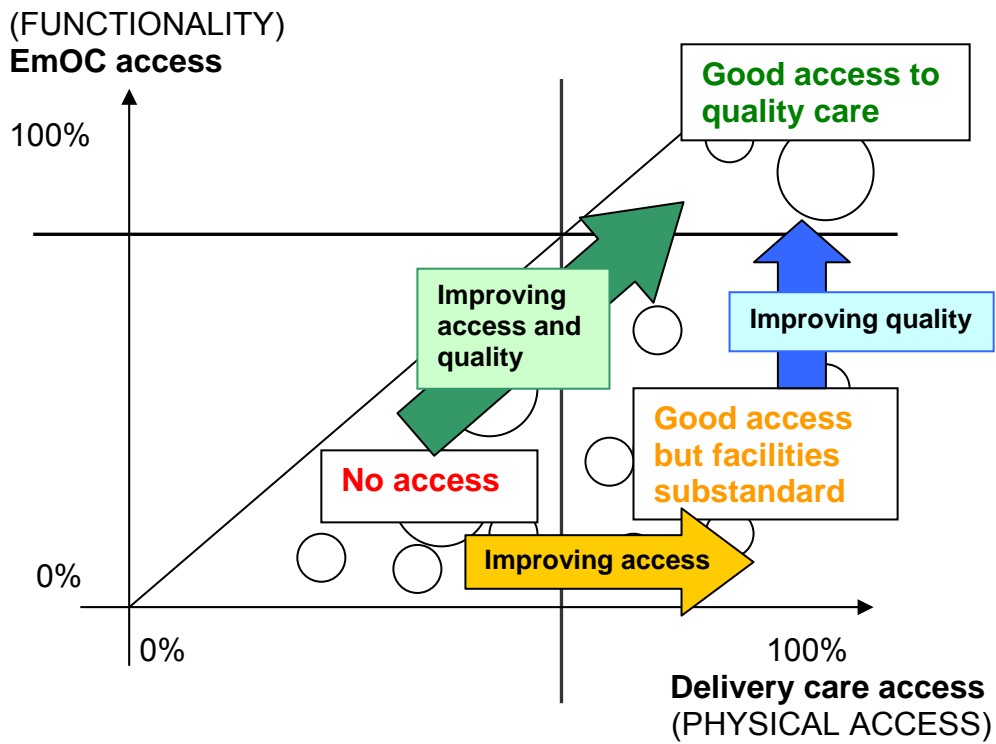 (FUNCTIONALITY)
EmOC access
100%
Good access to
quality care
Improving
access and
quality
Improving quality
Good access
but facilities
substandard
No access
Improving access
0%
0%
100%
Delivery care access
(PHYSICAL ACCESS)